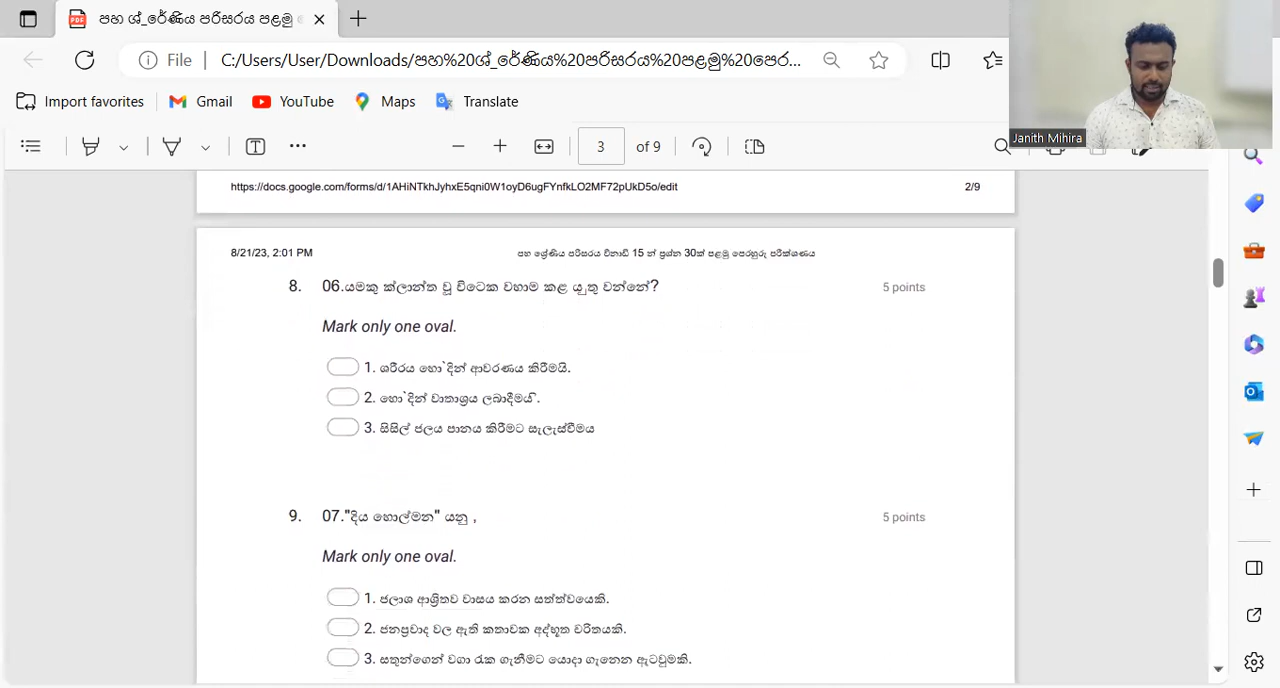 පහ ශ්_රේණිය පරිසරය පළමු
File C:/Users/User/Downloads/පහ%20ශ්_රේණිය%20පරිසරය%20පළමු%20පෙර...
Import favorites Gmail YouTube Maps Translate
3 of 9
Janith Mihira
https://docs.google.com/forms/d/1AHiNTkhJyhxE5qni0W1oyD6ugFYnfkLO2MF72pUkD5o/edit 2/9
8/21/23, 2:01 PM පහ ශ්‍රේණිය පරිසරය විනාඩි 15 න් ප්‍රශ්න 30ක් පළමු පෙරහුරු පරීක්ශණය
8. 06.යමකු ක්ලාන්ත වූ විටෙක වහාම කළ යුුතු වන්නේ? 5 points
Mark only one oval.
1. ශරීරය හො`දින් ආවරණය කිරීමයි.
2. හො`දින් වාතාශ්‍රය ලබාදීමයි.
3. සිසිල් ජලය පානය කිරීමට සැලැස්වීමය
9. 07."දිය හොල්මන" යනු , 5 points
Mark only one oval.
1. ජලාශ ආශ්‍රිතව වාසය කරන සත්ත්වයෙකි.
2. ජනප්‍රවාද වල ඇති කතාවක අද්භූත චරිතයකි.
3. සතුන්ගෙන් වගා රැක ගැනීමට යොදා ගැනෙන ඇටවුමකි.